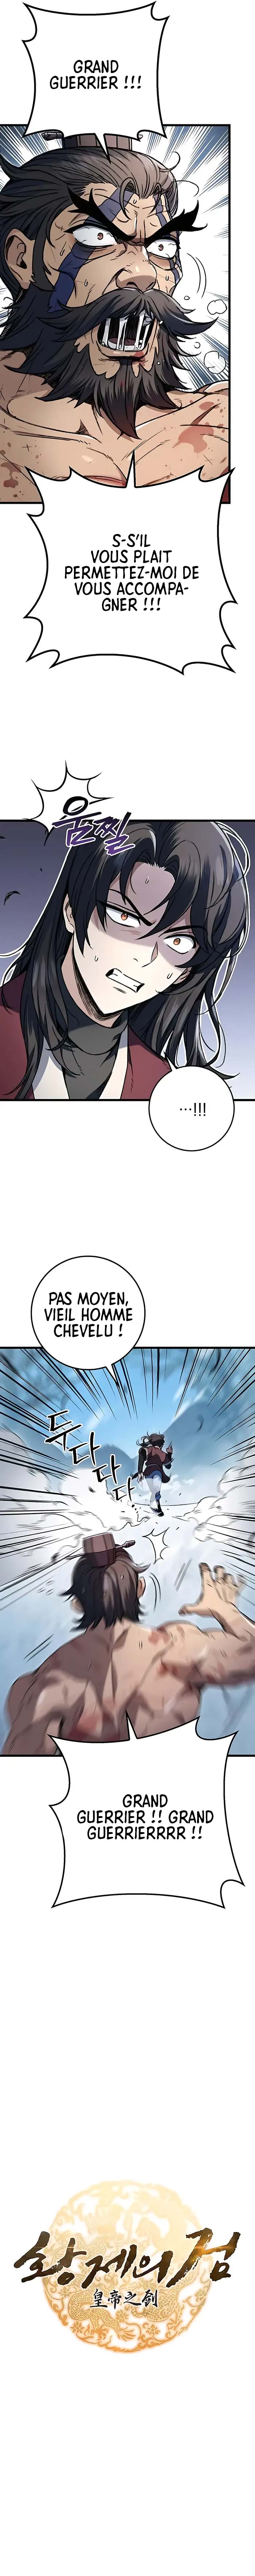 GRAND
GUERRIER !!!
S-S'IL
VOUS PLAIT
PERMETTEZ-MOI DE
VOUS ACCOMPA-
GNER !!!
움찔
...!!!
PAS MOYEN,
VIEIL HOMME
CHEVELU !
두다다다
GRAND
GUERRIER !! GRAND
GUERRIERRRR !!
황제의 검
皇帝之劍